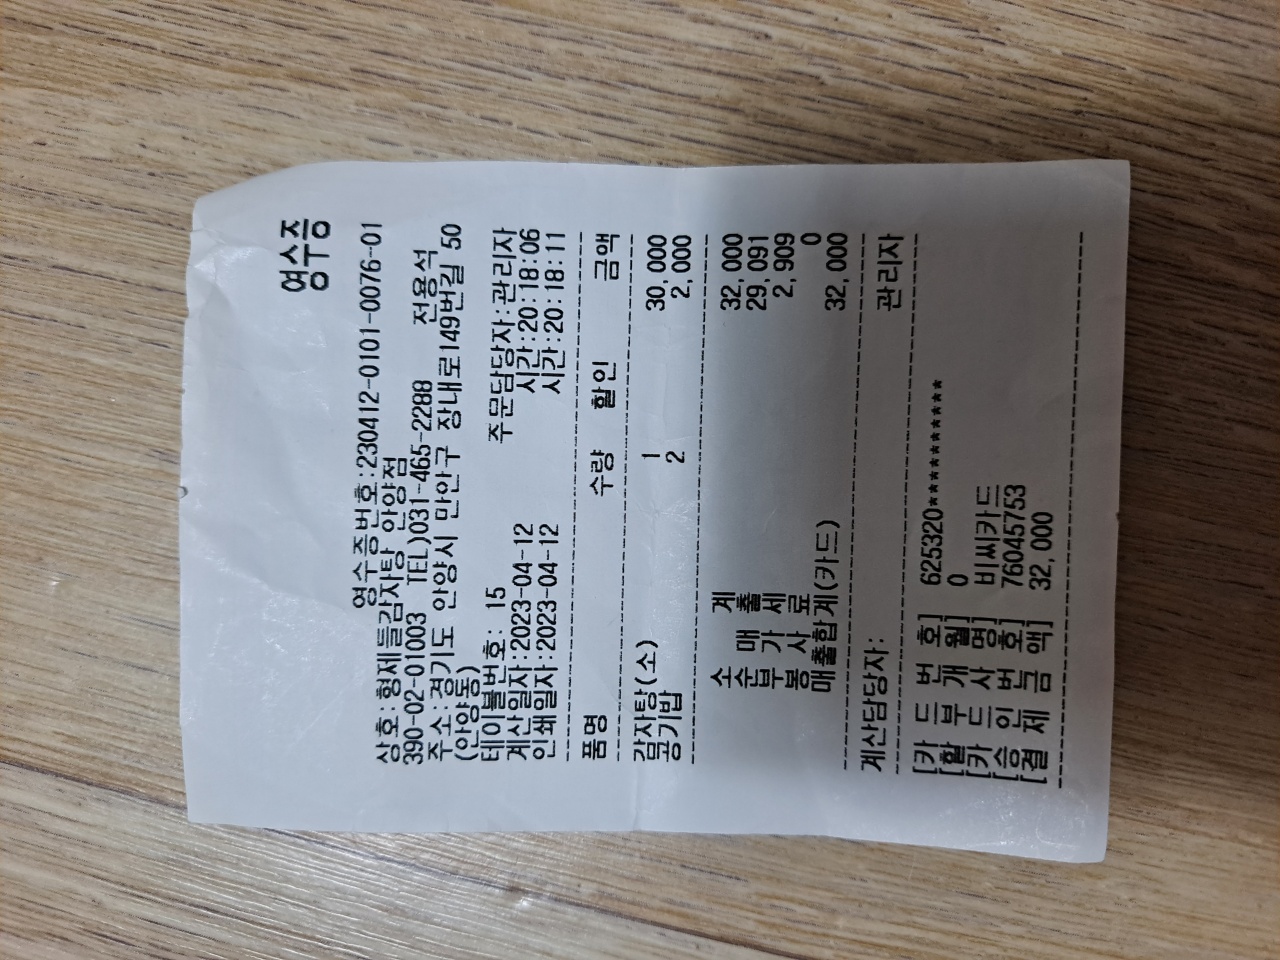 영수증
영수증번호:230412-0101-0076-01
상호:형제들감자탕 안양점
390-02-01003 TEL)031-465-2288 전용석
주소:경기도 안양시 만안구 장내로149번길 50
(안양동)
테이블번호: 15 주문담당자:관리자
계산일자:2023-04-12 시간:20:18:06
인쇄일자:2023-04-12 시간:20:18:11
품명 수량 할인 금액
감자탕(소) 1 30,000
공기밥 2 2,000
소 계 32,000
순 매 출 29,091
부 가 세 2,909
봉 사 료 0
매출합계(카드) 32,000
계산담당자: 관리자
[카 드 번 호] 625320**********
[할 부 개 월] 0
[카 드 사 명] 비씨카드
[승 인 번 호] 76045753
[결 제 금 액] 32,000